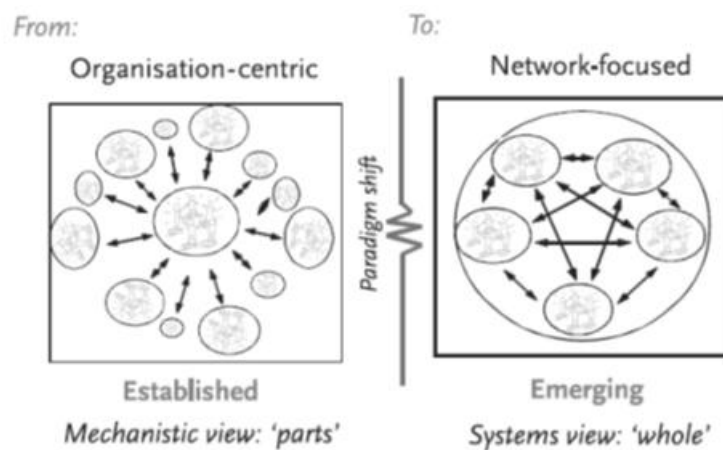 From:
Organisation-centric
Established
Mechanistic view: 'parts'
Paradigm shift
To:
Network-focused
Emerging
Systems view: 'whole'